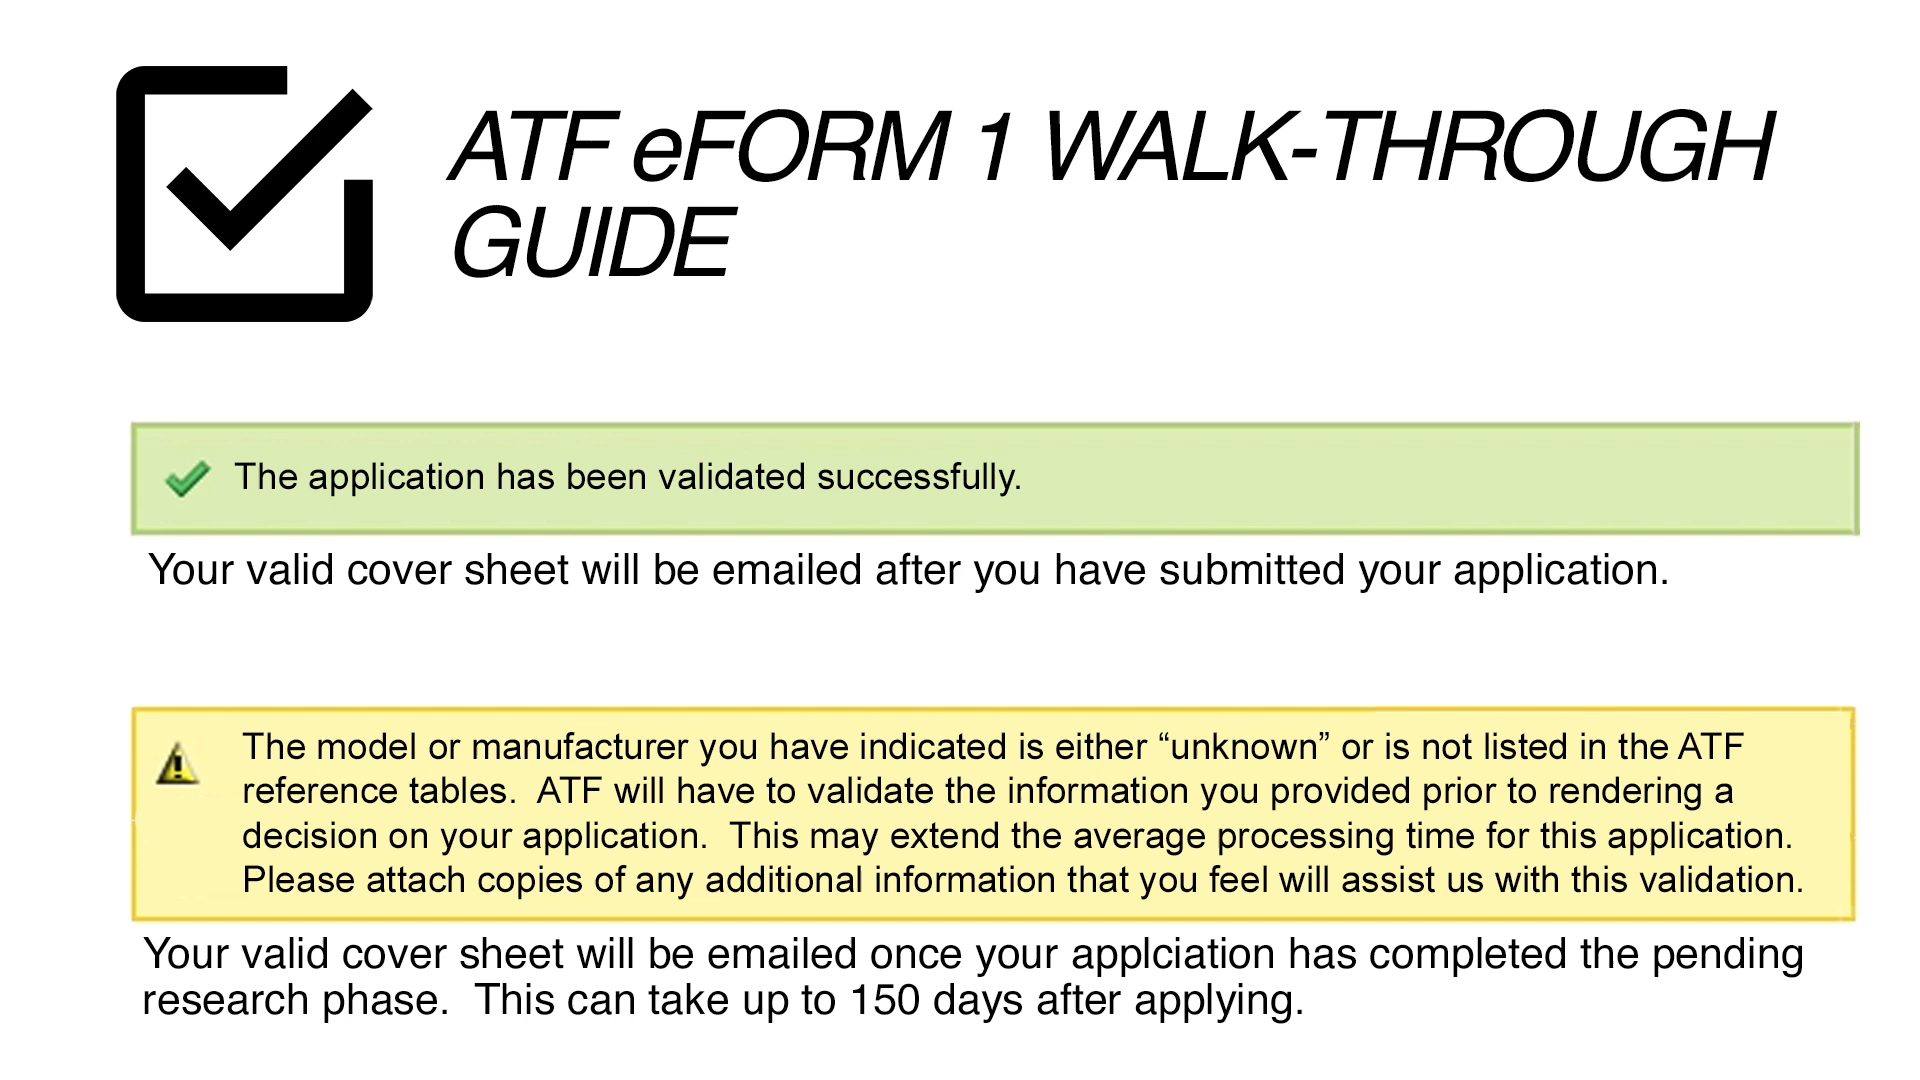 ATF eFORM 1 WALK-THROUGH
GUIDE
The application has been validated successfully.
Your valid cover sheet will be emailed after you have submitted your application.
The model or manufacturer you have indicated is either “unknown” or is not listed in the ATF
reference tables.  ATF will have to validate the information you provided prior to rendering a
decision on your application.  This may extend the average processing time for this application.
Please attach copies of any additional information that you feel will assist us with this validation.
Your valid cover sheet will be emailed once your applciation has completed the pending
research phase.  This can take up to 150 days after applying.